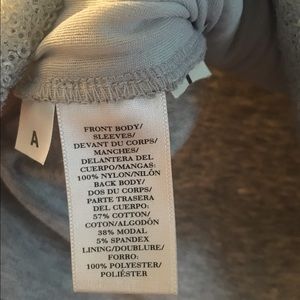 A
FRONT BODY/
SLEEVES/
DEVANT DU CORPS/
MANCHES/
DELANTERA DEL
CUERPO/MANGAS:
100% NYLON/NILÓN
BACK BODY/
DOS DU CORPS/
PARTE TRASERA
DEL CUERPO:
57% COTTON/
COTON/ALGODÓN
38% MODAL
5% SPANDEX
LINING/DOUBLURE/
FORRO:
100% POLYESTER/
POLIÉSTER